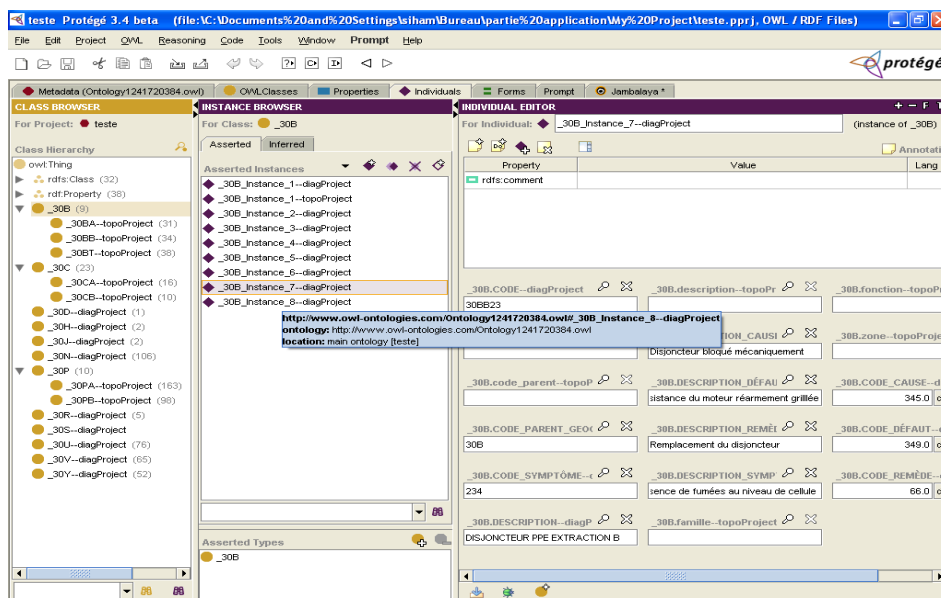 teste Protégé 3.4 beta (file:\C:\Documents%20and%20Settings\siham\Bureau\partie%20application\My%20Project\teste.pprj, OWL / RDF Files)
File Edit Project OWL Reasoning Code Tools Window Prompt Help
protégé
Metadata (Ontology1241720384.owl) OWLClasses Properties Individuals Forms Prompt Jambalaya *
CLASS BROWSER
For Project: teste
Class Hierarchy
owl:Thing
rdfs:Class (32)
rdf:Property (38)
_30B (9)
_30BA--topoProject (31)
_30BB--topoProject (34)
_30BT--topoProject (38)
_30C (23)
_30CA--topoProject (16)
_30CB--topoProject (10)
_30D--diagProject (1)
_30H--diagProject (2)
_30J--diagProject (2)
_30N--diagProject (106)
_30P (10)
_30PA--topoProject (163)
_30PB--topoProject (98)
_30R--diagProject (5)
_30S--diagProject
_30U--diagProject (76)
_30V--diagProject (65)
_30Y--diagProject (52)
INSTANCE BROWSER
For Class: _30B
Asserted Inferred
Asserted Instances
_30B_Instance_1--diagProject
_30B_Instance_1--topoProject
_30B_Instance_2--diagProject
_30B_Instance_3--diagProject
_30B_Instance_4--diagProject
_30B_Instance_5--diagProject
_30B_Instance_6--diagProject
_30B_Instance_7--diagProject
_30B_Instance_8--diagProject
http://www.owl-ontologies.com/Ontology1241720384.owl#_30B_Instance_8--diagProject
ontology: http://www.owl-ontologies.com/Ontology1241720384.owl
location: main ontology [teste]
Asserted Types
_30B
INDIVIDUAL EDITOR + - F T
For Individual: _30B_Instance_7--diagProject (instance of _30B)
Annotati
Property Value Lang
rdfs:comment
_30B.CODE--diagProject _30B.description--topoPr _30B.fonction--topoProje
30BB23
ION_CAUSI _30B.zone--topoProje
Disjoncteur bloqué mécaniquement
_30B.code_parent--topoP _30B.DESCRIPTION_DÉFAU _30B.CODE_CAUSE--d
sistance du moteur réarmement grillée 345.0
_30B.CODE_PARENT_GEO _30B.DESCRIPTION_REMÈI _30B.CODE_DÉFAUT--
30B Remplacement du disjoncteur 349.0
_30B.CODE_SYMPTÔME-- _30B.DESCRIPTION_SYMP _30B.CODE_REMÈDE--
234 sence de fumées au niveau de cellule 66.0
_30B.DESCRIPTION--diagP _30B.famille--topoProject
DISJONCTEUR PPE EXTRACTION B